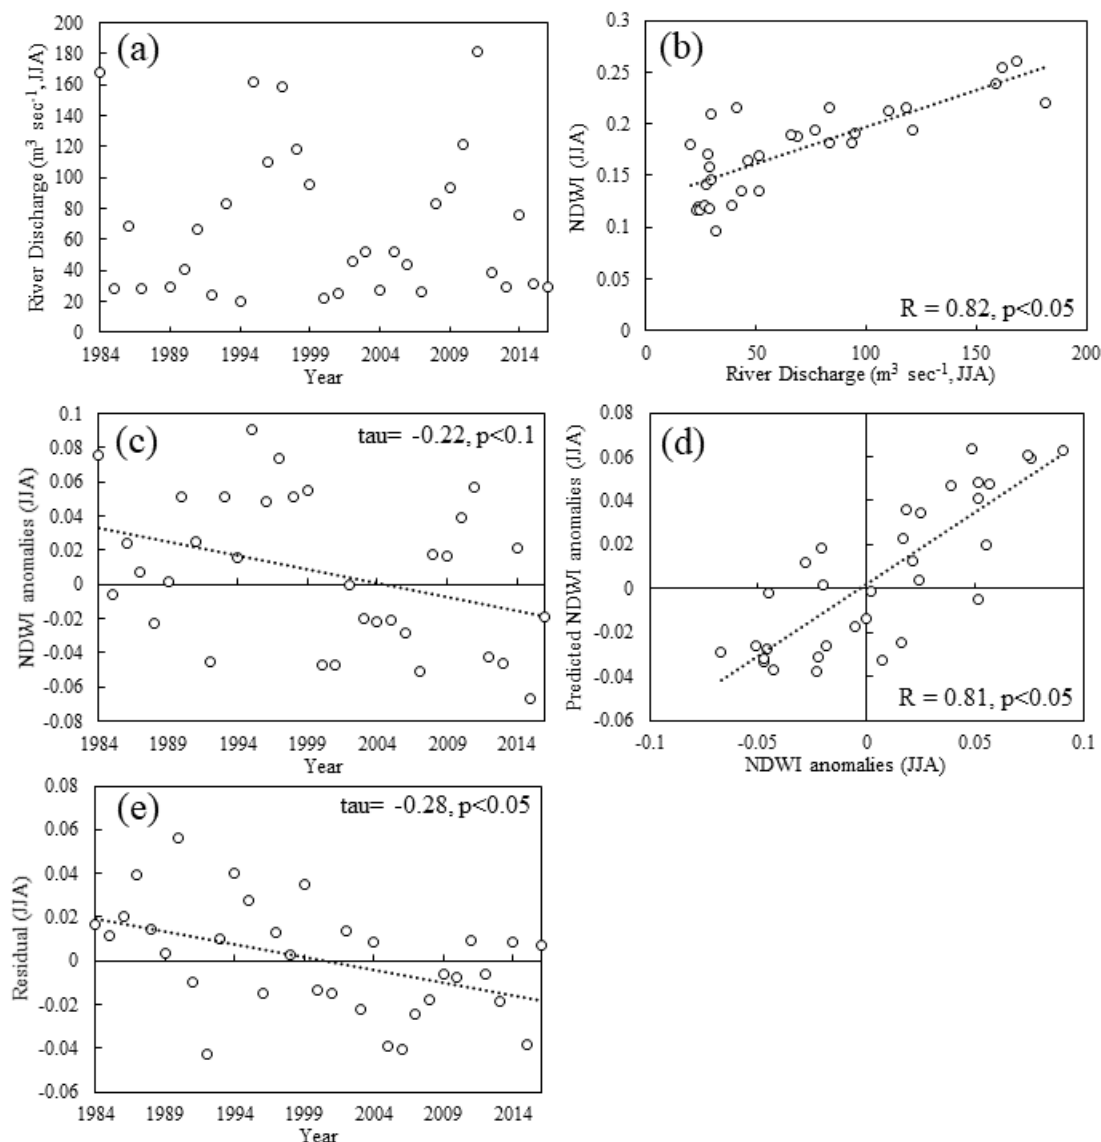 (a)
River Discharge (m³ sec⁻¹, JJA)
200
180
160
140
120
100
80
60
40
20
0
1984 1989 1994 1999 2004 2009 2014
Year
(b)
NDWI (JJA)
0.3
0.25
0.2
0.15
0.1
0.05
0
R = 0.82, p<0.05
0 50 100 150 200
River Discharge (m³ sec⁻¹, JJA)
(c)
tau= -0.22, p<0.1
NDWI anomalies (JJA)
0.1
0.08
0.06
0.04
0.02
0
-0.02
-0.04
-0.06
-0.08
1984 1989 1994 1999 2004 2009 2014
Year
(d)
Predicted NDWI anomalies (JJA)
0.08
0.06
0.04
0.02
0
-0.02
-0.04
-0.06
R = 0.81, p<0.05
-0.1 -0.05 0 0.05 0.1
NDWI anomalies (JJA)
(e)
tau= -0.28, p<0.05
Residual (JJA)
0.08
0.06
0.04
0.02
0
-0.02
-0.04
-0.06
1984 1989 1994 1999 2004 2009 2014
Year